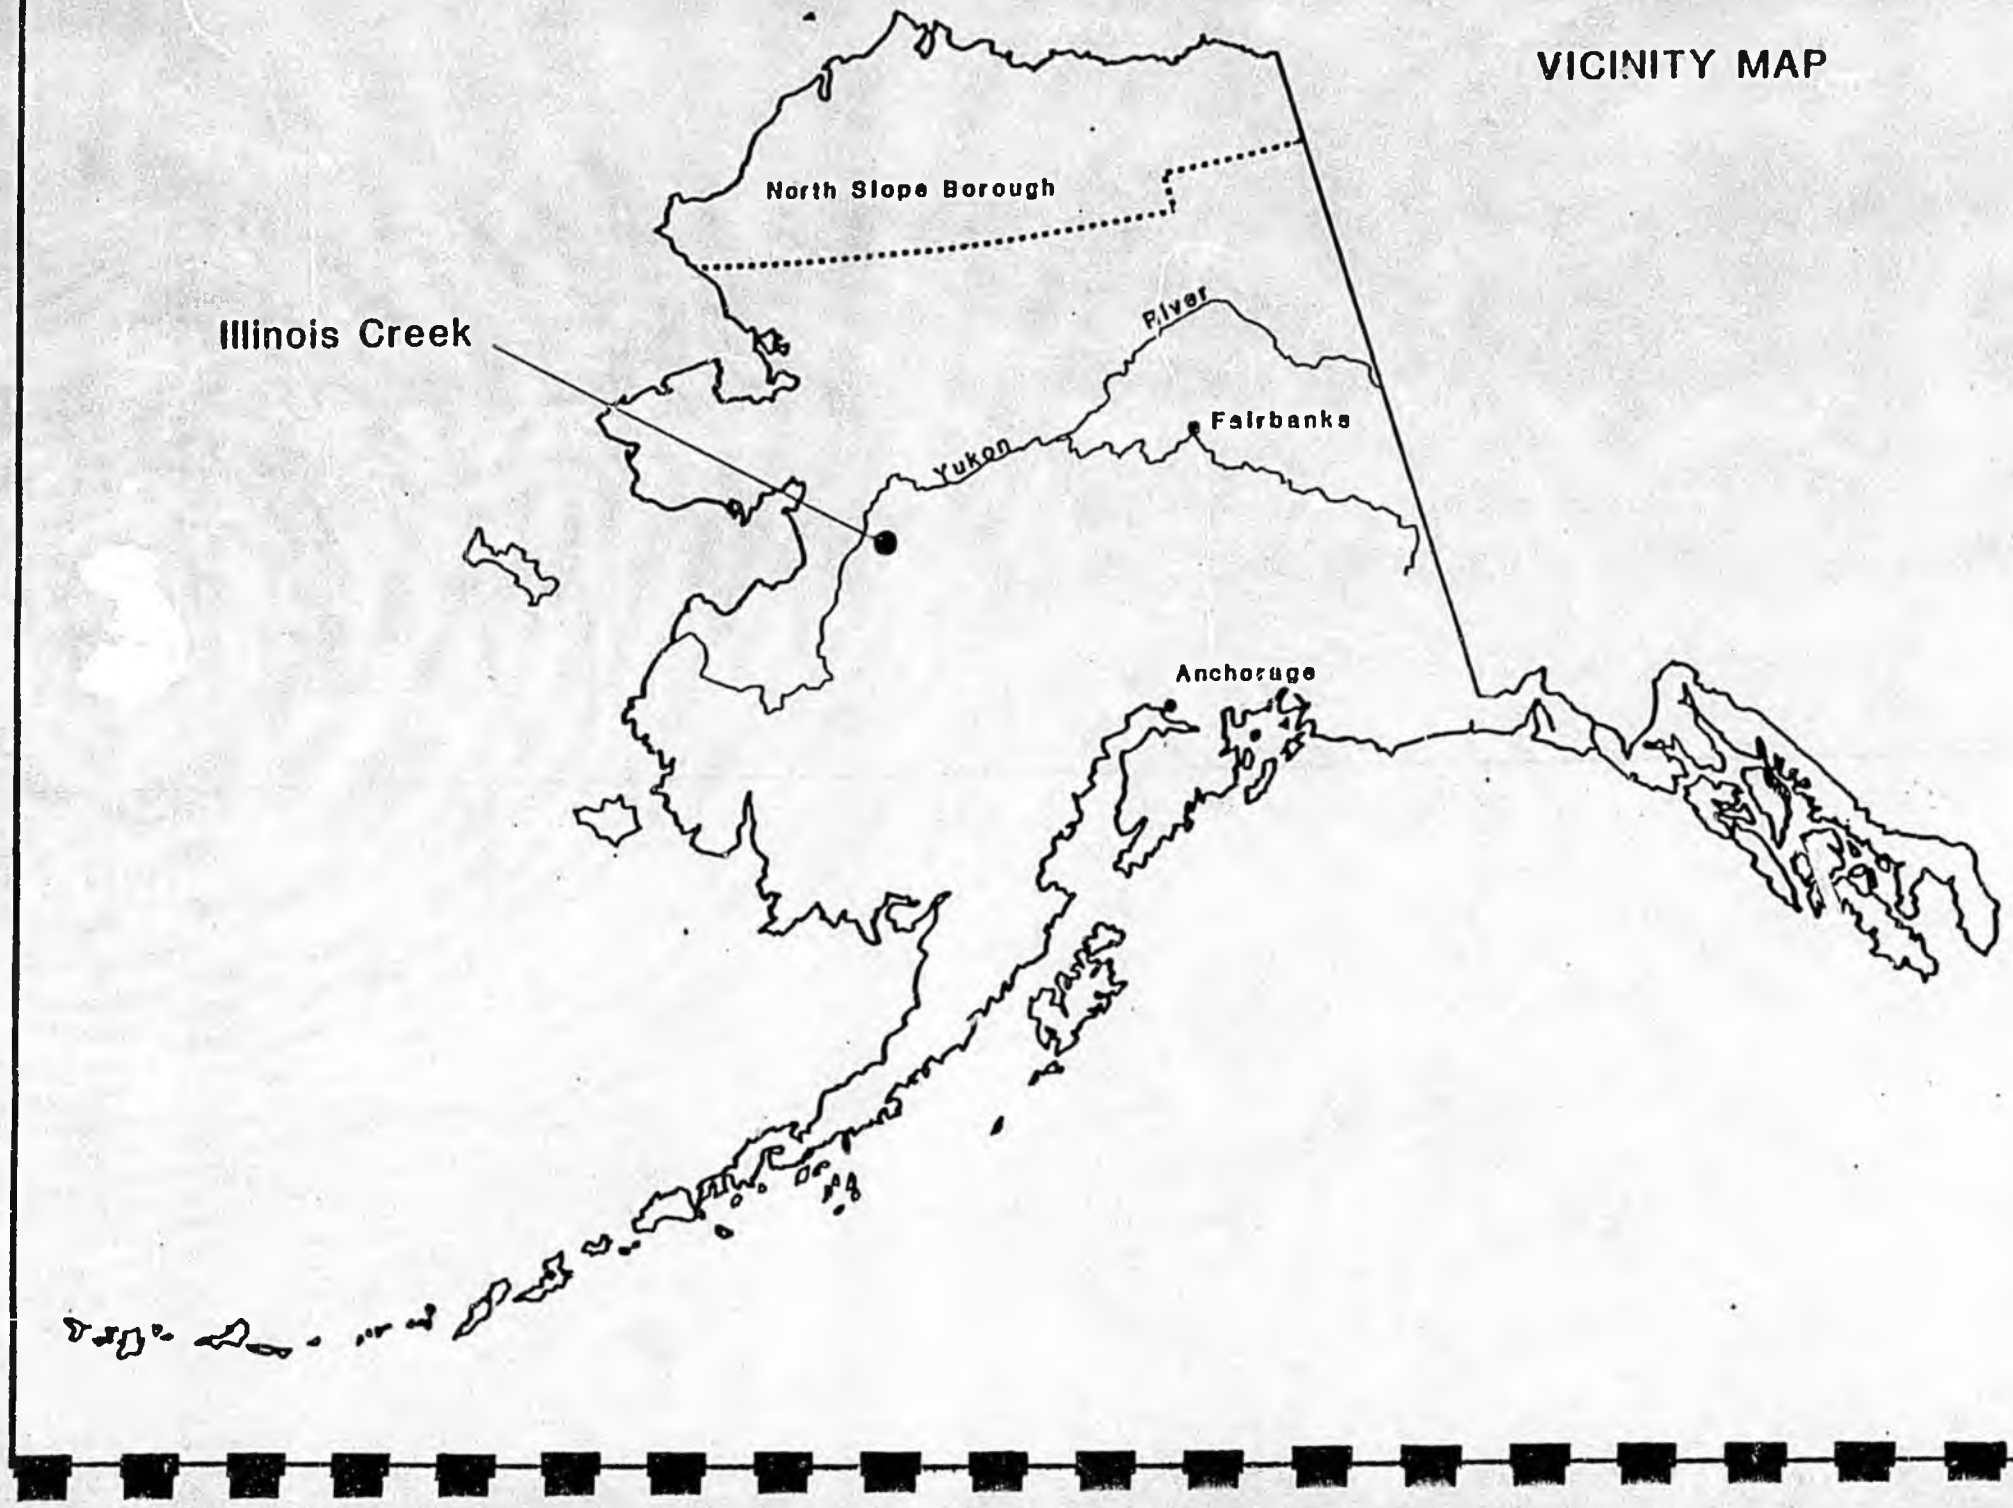 VICINITY MAP
North Slope Borough
River
Illinois Creek
Fairbanks
Yukon
Anchorage